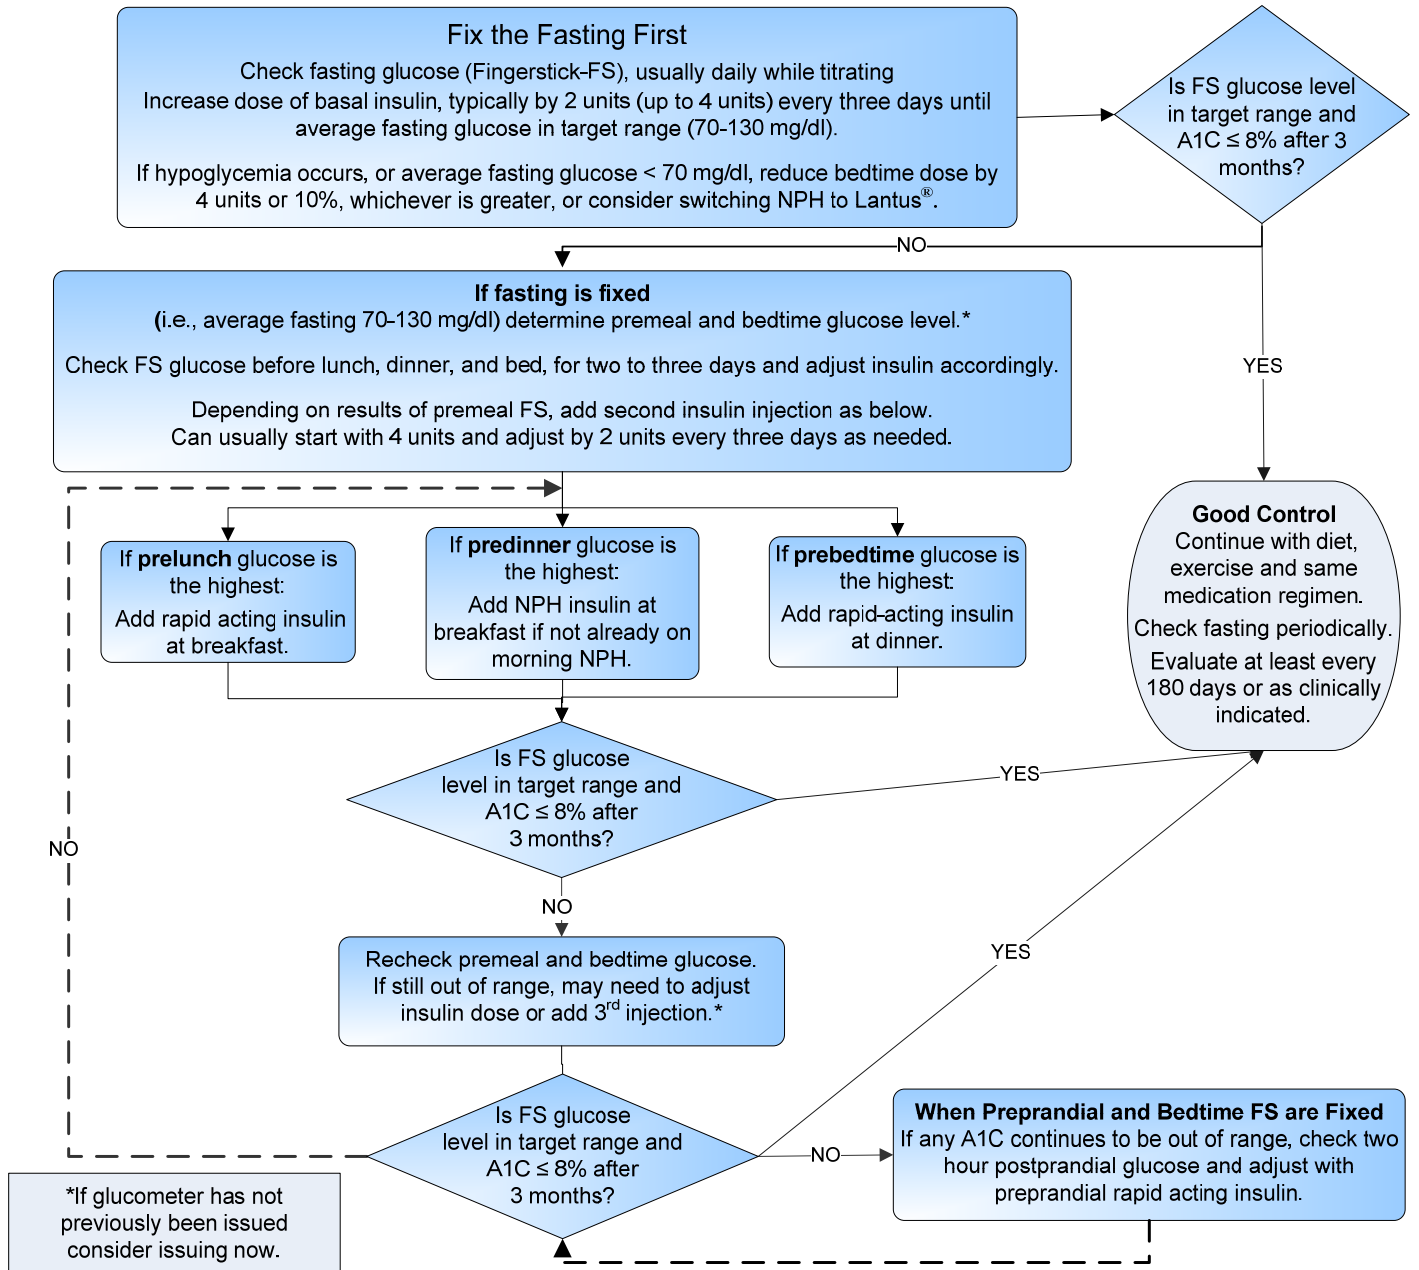 Fix the Fasting First
Check fasting glucose (Fingerstick-FS), usually daily while titrating
Increase dose of basal insulin, typically by 2 units (up to 4 units) every three days until
average fasting glucose in target range (70-130 mg/dl).
If hypoglycemia occurs, or average fasting glucose < 70 mg/dl, reduce bedtime dose by
4 units or 10%, whichever is greater, or consider switching NPH to Lantus®.
Is FS glucose level
in target range and
A1C ≤ 8% after 3
months?
NO
YES
If fasting is fixed
(i.e., average fasting 70-130 mg/dl) determine premeal and bedtime glucose level.*
Check FS glucose before lunch, dinner, and bed, for two to three days and adjust insulin accordingly.
Depending on results of premeal FS, add second insulin injection as below.
Can usually start with 4 units and adjust by 2 units every three days as needed.
If prelunch glucose is
the highest:
Add rapid acting insulin
at breakfast.
If predinner glucose is
the highest:
Add NPH insulin at
breakfast if not already on
morning NPH.
If prebedtime glucose is
the highest:
Add rapid-acting insulin
at dinner.
Good Control
Continue with diet,
exercise and same
medication regimen.
Check fasting periodically.
Evaluate at least every
180 days or as clinically
indicated.
Is FS glucose
level in target range and
A1C ≤ 8% after
3 months?
YES
NO
NO
Recheck premeal and bedtime glucose.
If still out of range, may need to adjust
insulin dose or add 3rd injection.*
YES
Is FS glucose
level in target range and
A1C ≤ 8% after
3 months?
NO
When Preprandial and Bedtime FS are Fixed
If any A1C continues to be out of range, check two
hour postprandial glucose and adjust with
preprandial rapid acting insulin.
*If glucometer has not
previously been issued
consider issuing now.